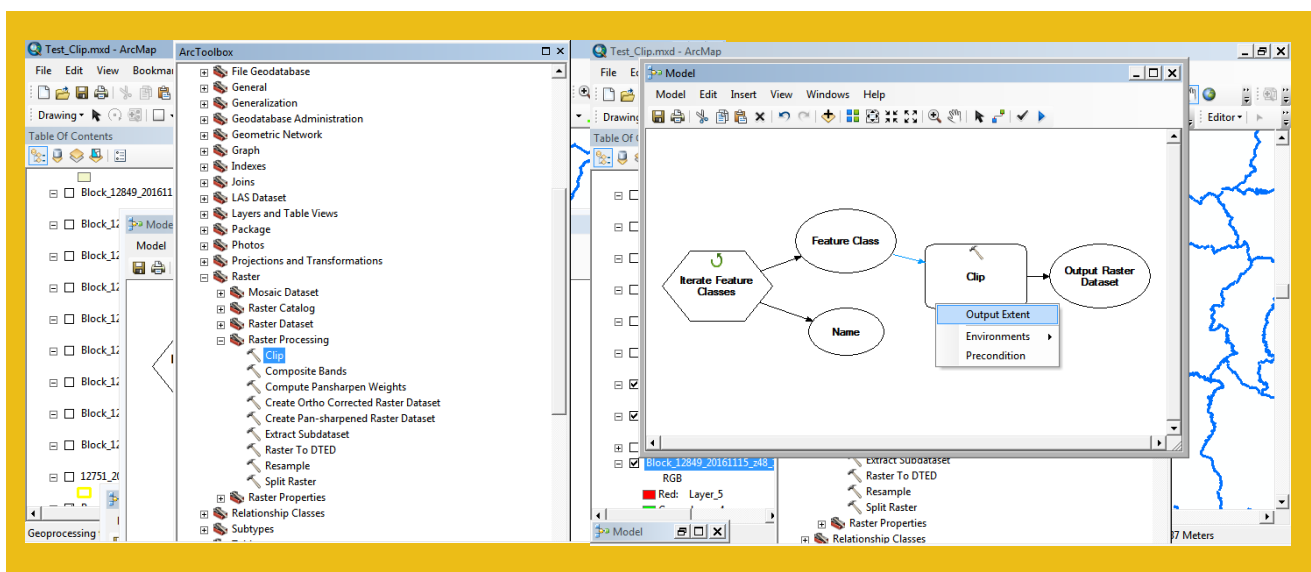 Test_Clip.mxd - ArcMap
File Edit View Bookma
Drawing
Table Of Contents
Block_12849_201611
Block_12
Block_12
Block_12
Block_12
Block_12
Block_12
Block_12
Block_12
12751_20
Geoprocessing
Mode
Model
ArcToolbox
File Geodatabase
General
Generalization
Geodatabase Administration
Geometric Network
Graph
Indexes
Joins
LAS Dataset
Layers and Table Views
Package
Photos
Projections and Transformations
Raster
Mosaic Dataset
Raster Catalog
Raster Dataset
Raster Processing
Clip
Composite Bands
Compute Pansharpen Weights
Create Ortho Corrected Raster Dataset
Create Pan-sharpened Raster Dataset
Extract Subdataset
Raster To DTED
Resample
Split Raster
Raster Properties
Relationship Classes
Subtypes
Test_Clip.mxd - ArcMap
File Ed
Drawing
Editor
Table Of
Model
Model Edit Insert View Windows Help
Iterate Feature Classes
Feature Class
Name
Clip
Output Raster Dataset
Output Extent
Environments
Precondition
Block_12849_20161115_z48_
RGB
Red: Layer_5
Model
Extract Subdataset
Raster To DTED
Resample
Split Raster
Raster Properties
Relationship Classes
37 Meters